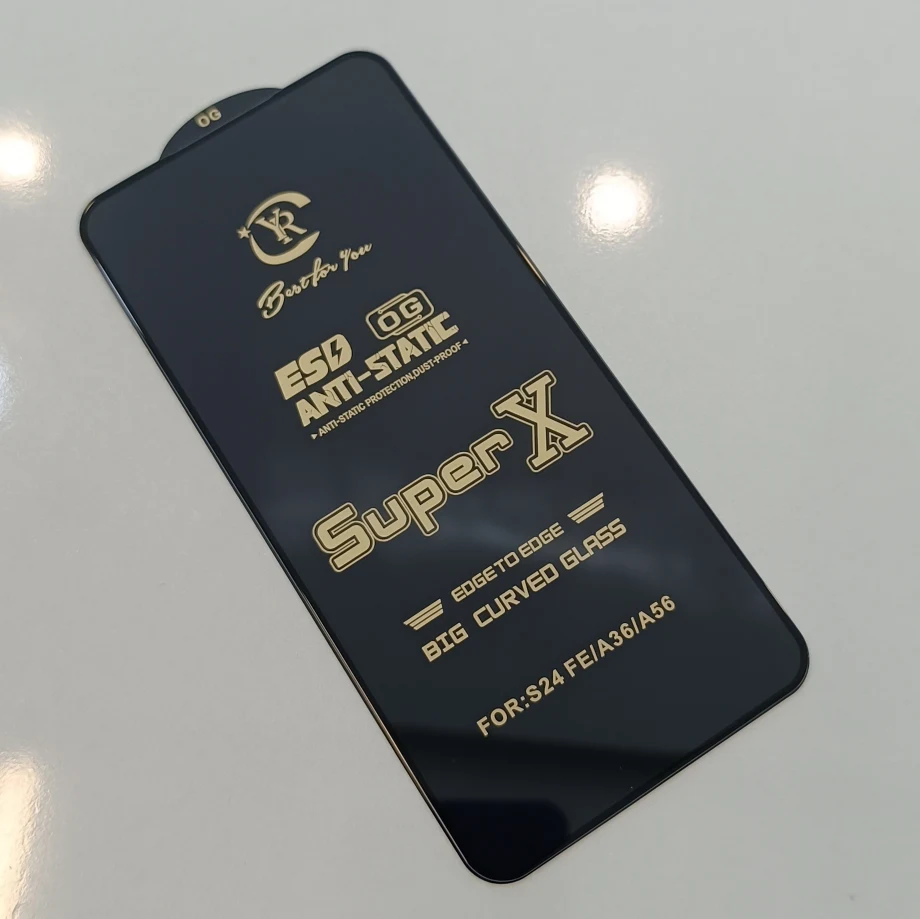 OG
YR
Best for You
ESD OG
ANTI-STATIC
▸ANTI-STATIC PROTECTION,DUST-PROOF◂
Super X
EDGE TO EDGE
BIG CURVED GLASS
FOR:S24 FE/A36/A56